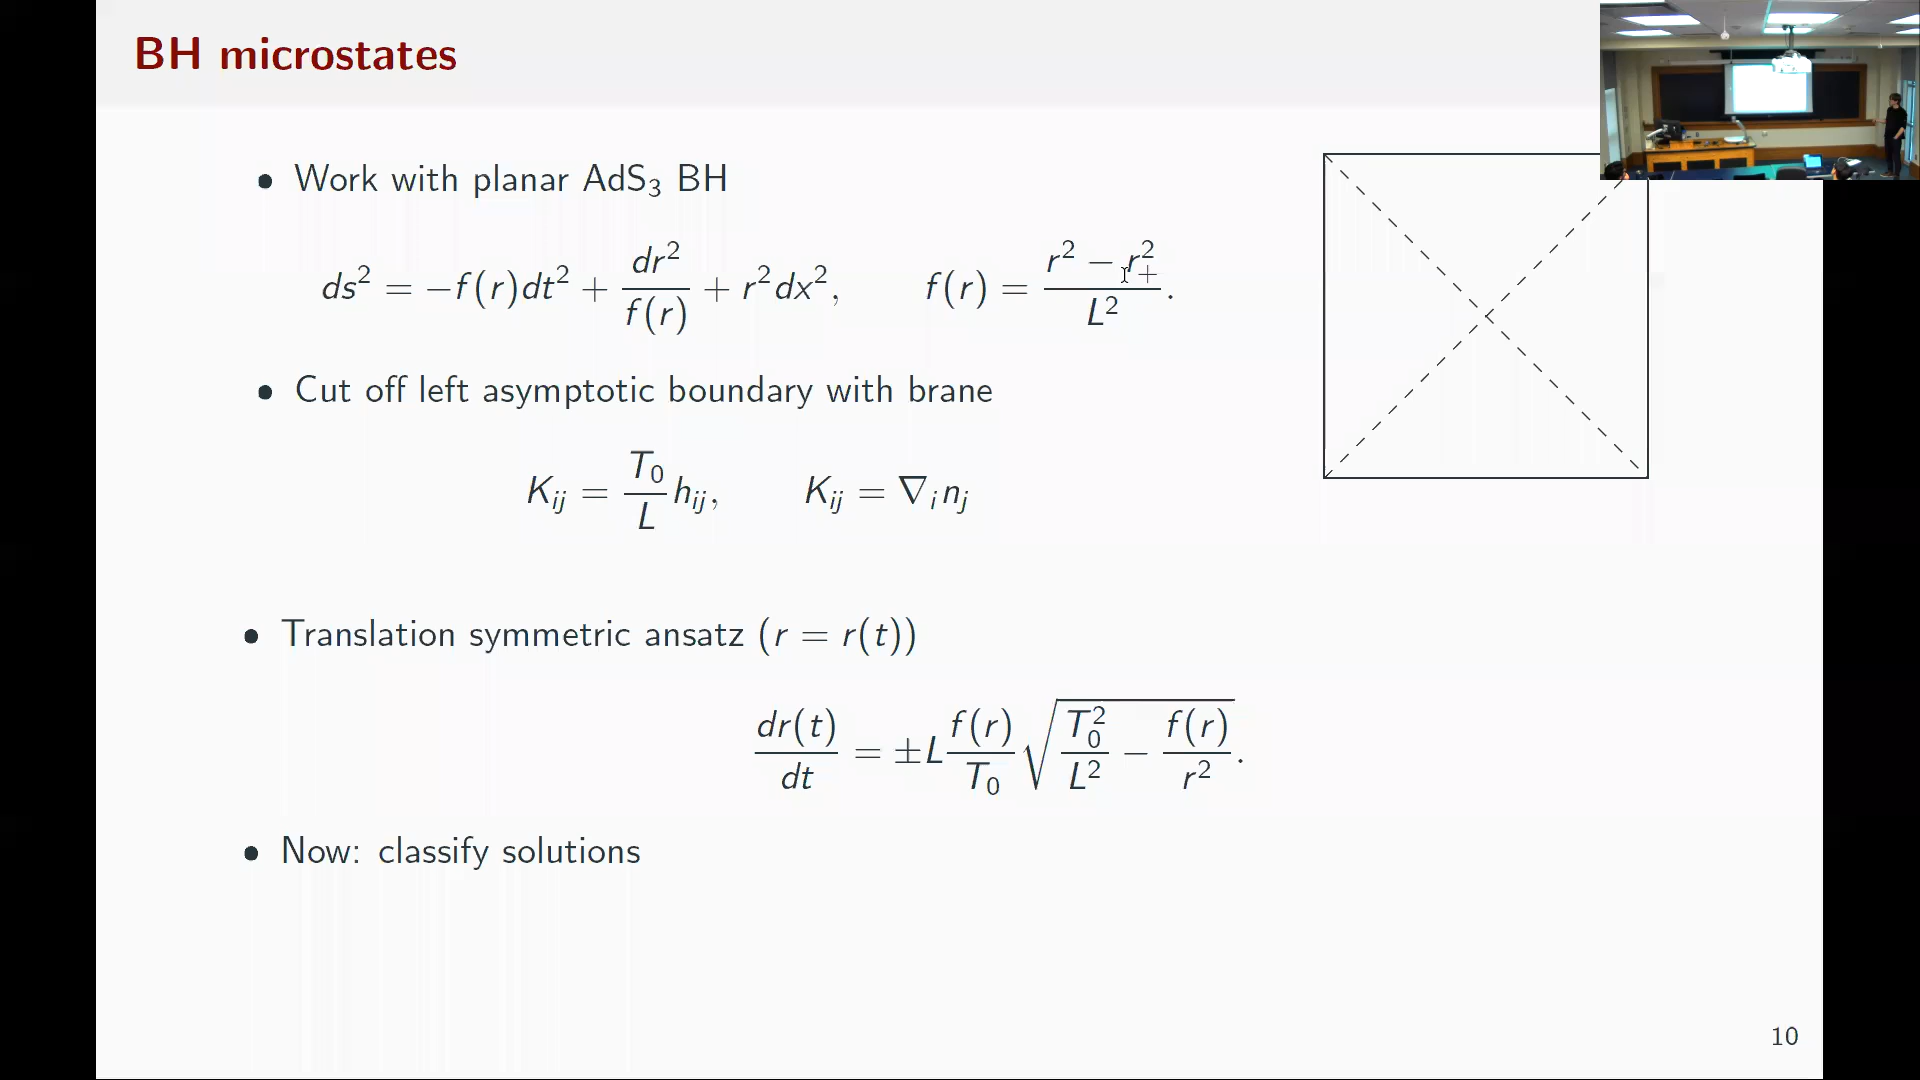 BH microstates
• Work with planar AdS₃ BH
ds² = −f(r)dt² + dr²/f(r) + r²dx², f(r) = (r² − r₊²)/L².
• Cut off left asymptotic boundary with brane
K_ij = (T₀/L) h_ij, K_ij = ∇_i n_j
• Translation symmetric ansatz (r = r(t))
dr(t)/dt = ±L (f(r)/T₀) √(T₀²/L² − f(r)/r²).
• Now: classify solutions
10